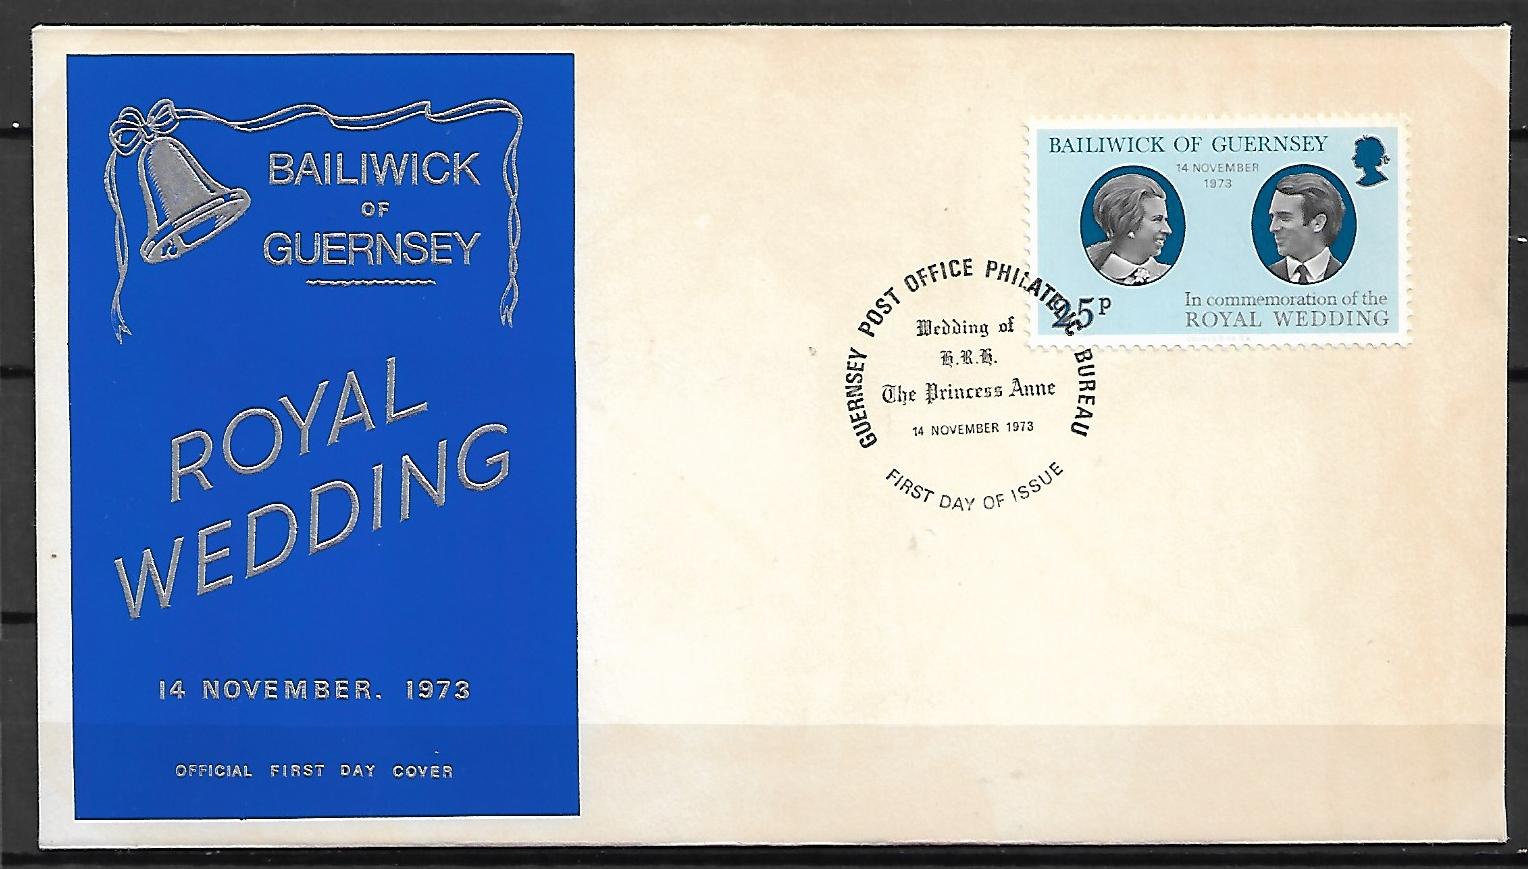 BAILIWICK
OF
GUERNSEY
ROYAL
WEDDING
14 NOVEMBER. 1973
OFFICIAL FIRST DAY COVER
BAILIWICK OF GUERNSEY
14 NOVEMBER
1973
25p
In commemoration of the
ROYAL WEDDING
GUERNSEY POST OFFICE PHILATELIC BUREAU
Wedding of
H.R.H.
The Princess Anne
14 NOVEMBER 1973
FIRST DAY OF ISSUE